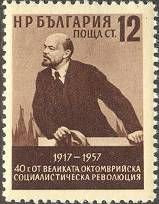 НР БЪЛГАРИЯ
ПОЩА СТ. 12
1917-1957
40 Г. ОТ ВЕЛИКАТА ОКТОМВРИЙСКА
СОЦИАЛИСТИЧЕСКА РЕВОЛЮЦИЯ